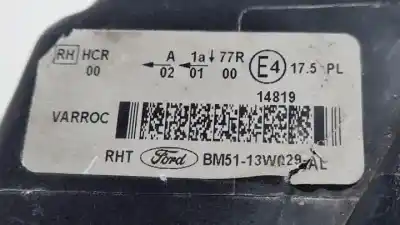 RH HCR A 1a 77R E4 17.5 PL
00 02 01 00
14819
VARROC
RHT Ford BM51-13W029-AL